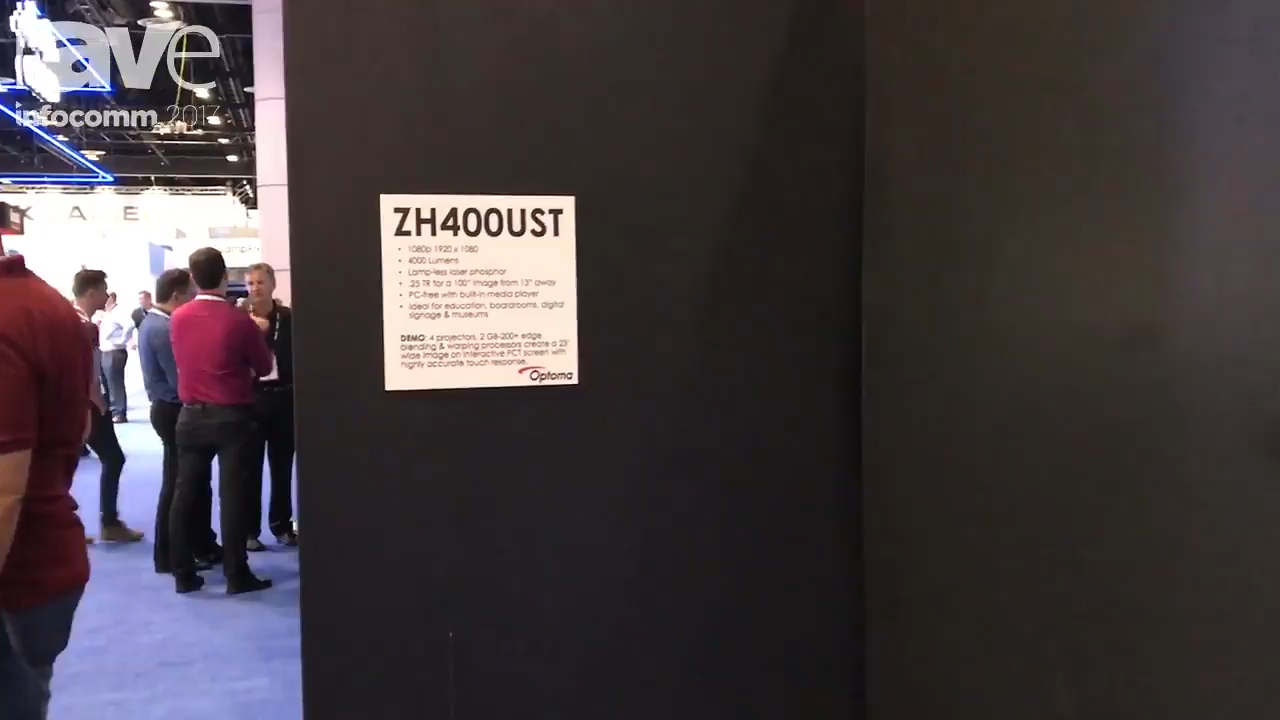 rave
infocomm 2017
ZH400UST
• 1080p 1920 x 1080
• 4000 Lumens
• Lamp-less laser phosphor
• .25 TR for a 100" image from 13" away
• PC-free with built-in media player
• Ideal for education, boardrooms, digital
signage & museums
DEMO: 4 projectors, 2 GB-200+ edge
blending & warping processors create a 23'
wide image on interactive PCT screen with
highly accurate touch response.
Optoma